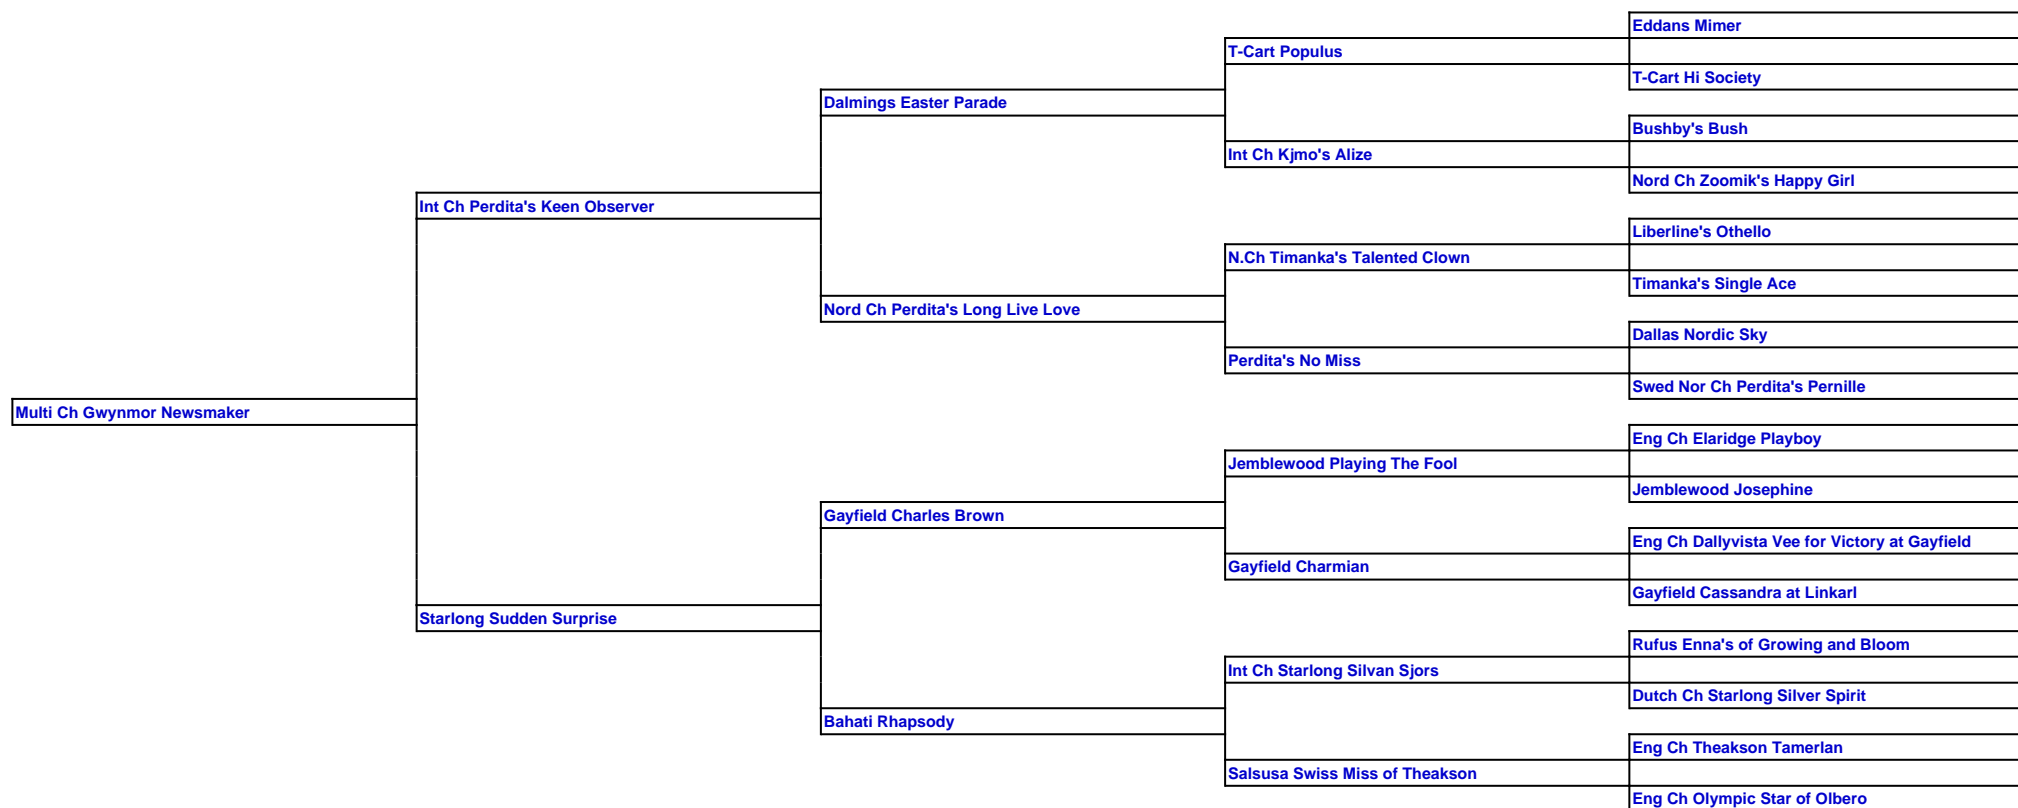 Eddans Mimer
T-Cart Populus
T-Cart Hi Society
Dalmings Easter Parade
Bushby's Bush
Int Ch Kjmo's Alize
Nord Ch Zoomik's Happy Girl
Int Ch Perdita's Keen Observer
Liberline's Othello
N.Ch Timanka's Talented Clown
Timanka's Single Ace
Nord Ch Perdita's Long Live Love
Dallas Nordic Sky
Perdita's No Miss
Swed Nor Ch Perdita's Pernille
Multi Ch Gwynmor Newsmaker
Eng Ch Elaridge Playboy
Jemblewood Playing The Fool
Jemblewood Josephine
Gayfield Charles Brown
Eng Ch Dallyvista Vee for Victory at Gayfield
Gayfield Charmian
Gayfield Cassandra at Linkarl
Starlong Sudden Surprise
Rufus Enna's of Growing and Bloom
Int Ch Starlong Silvan Sjors
Dutch Ch Starlong Silver Spirit
Bahati Rhapsody
Eng Ch Theakson Tamerlan
Salsusa Swiss Miss of Theakson
Eng Ch Olympic Star of Olbero